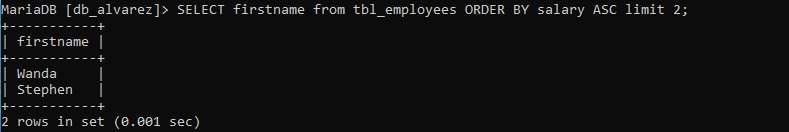 MariaDB [db_alvarez]> SELECT firstname from tbl_employees ORDER BY salary ASC limit 2;
+-----------+
| firstname |
+-----------+
| Wanda     |
| Stephen   |
+-----------+
2 rows in set (0.001 sec)